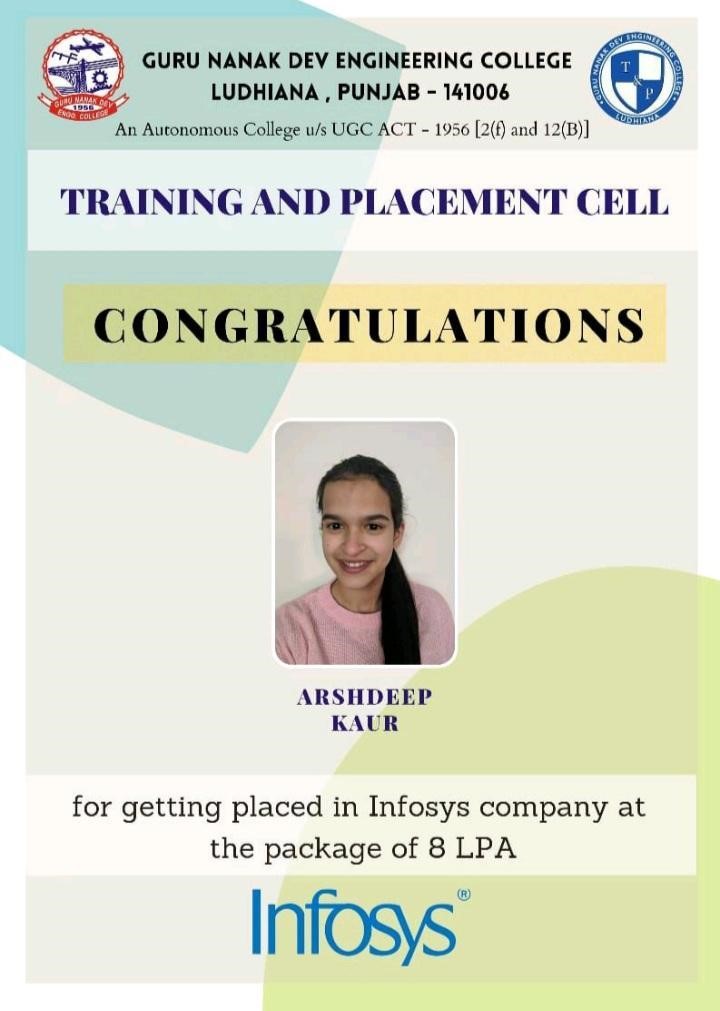 GURU NANAK DEV ENGINEERING COLLEGE
LUDHIANA , PUNJAB - 141006
An Autonomous College u/s UGC ACT - 1956 [2(f) and 12(B)]
GURU NANAK DEV
1956
ENGG. COLLEGE
GURU NANAK DEV ENGINEERING COLLEGE
T & P
LUDHIANA
TRAINING AND PLACEMENT CELL
CONGRATULATIONS
ARSHDEEP
KAUR
for getting placed in Infosys company at
the package of 8 LPA
Infosys®